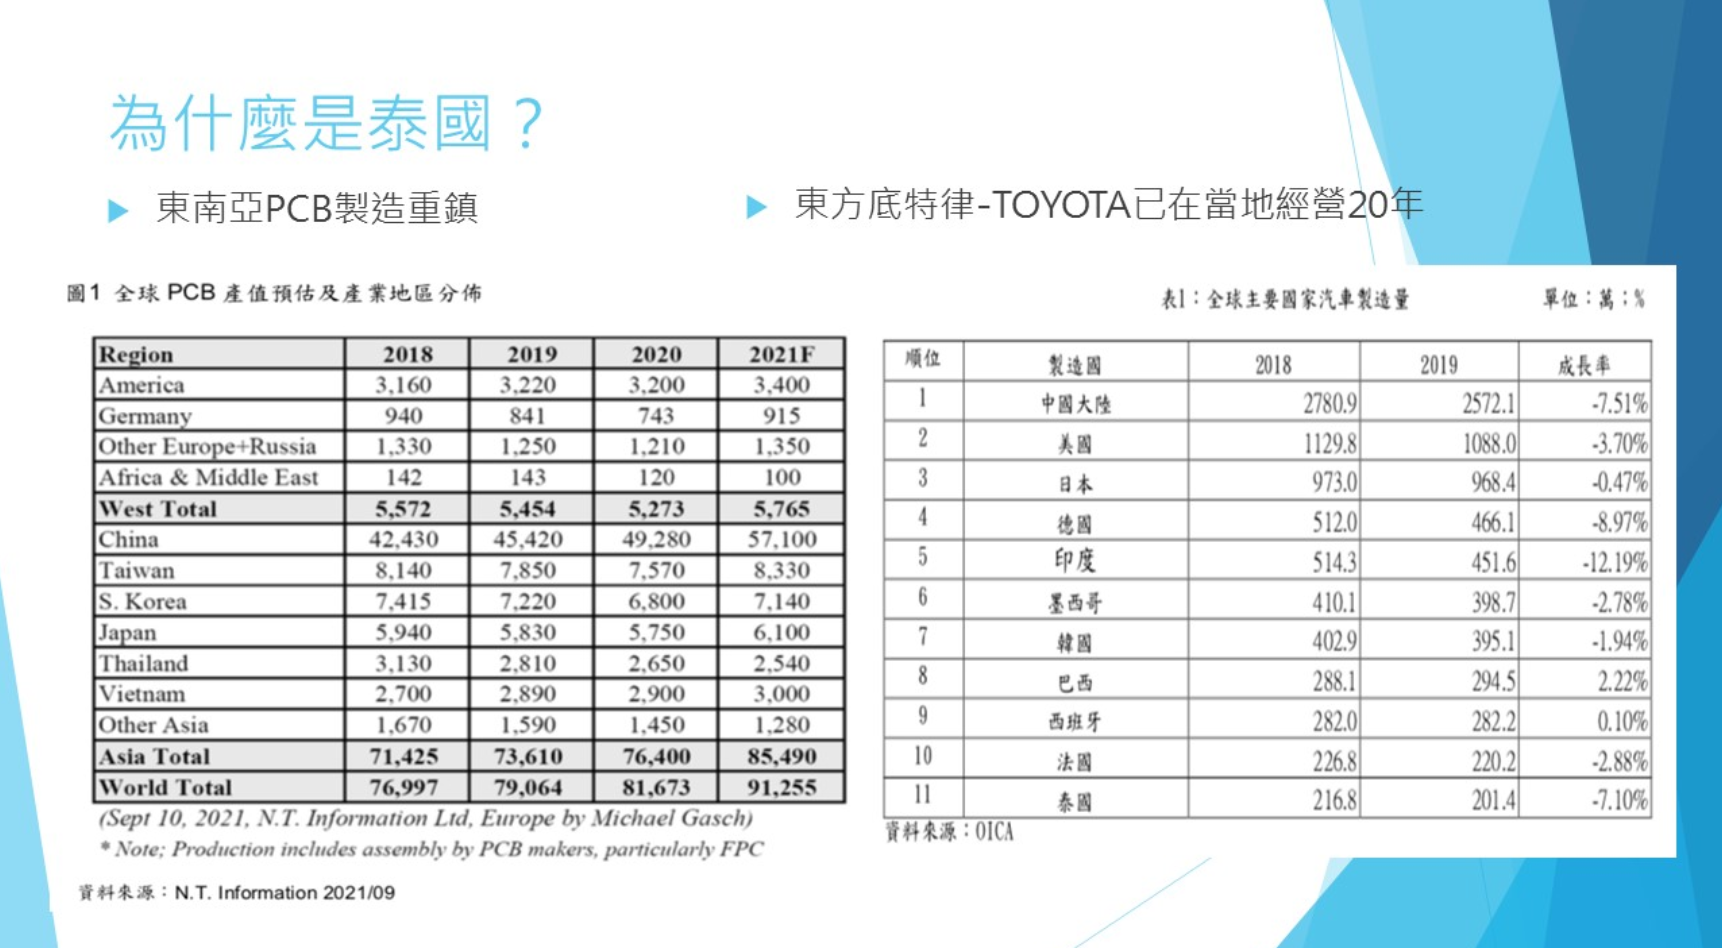 為什麼是泰國？
東南亞PCB製造重鎮
東方底特律-TOYOTA已在當地經營20年
圖1 全球 PCB 產值預估及產業地區分佈
Region 2018 2019 2020 2021F
America 3,160 3,220 3,200 3,400
Germany 940 841 743 915
Other Europe+Russia 1,330 1,250 1,210 1,350
Africa & Middle East 142 143 120 100
West Total 5,572 5,454 5,273 5,765
China 42,430 45,420 49,280 57,100
Taiwan 8,140 7,850 7,570 8,330
S. Korea 7,415 7,220 6,800 7,140
Japan 5,940 5,830 5,750 6,100
Thailand 3,130 2,810 2,650 2,540
Vietnam 2,700 2,890 2,900 3,000
Other Asia 1,670 1,590 1,450 1,280
Asia Total 71,425 73,610 76,400 85,490
World Total 76,997 79,064 81,673 91,255
(Sept 10, 2021, N.T. Information Ltd, Europe by Michael Gasch)
* Note; Production includes assembly by PCB makers, particularly FPC
資料來源：N.T. Information 2021/09
表1：全球主要國家汽車製造量 單位：萬；%
順位 製造國 2018 2019 成長率
1 中國大陸 2780.9 2572.1 -7.51%
2 美國 1129.8 1088.0 -3.70%
3 日本 973.0 968.4 -0.47%
4 德國 512.0 466.1 -8.97%
5 印度 514.3 451.6 -12.19%
6 墨西哥 410.1 398.7 -2.78%
7 韓國 402.9 395.1 -1.94%
8 巴西 288.1 294.5 2.22%
9 西班牙 282.0 282.2 0.10%
10 法國 226.8 220.2 -2.88%
11 泰國 216.8 201.4 -7.10%
資料來源：OICA